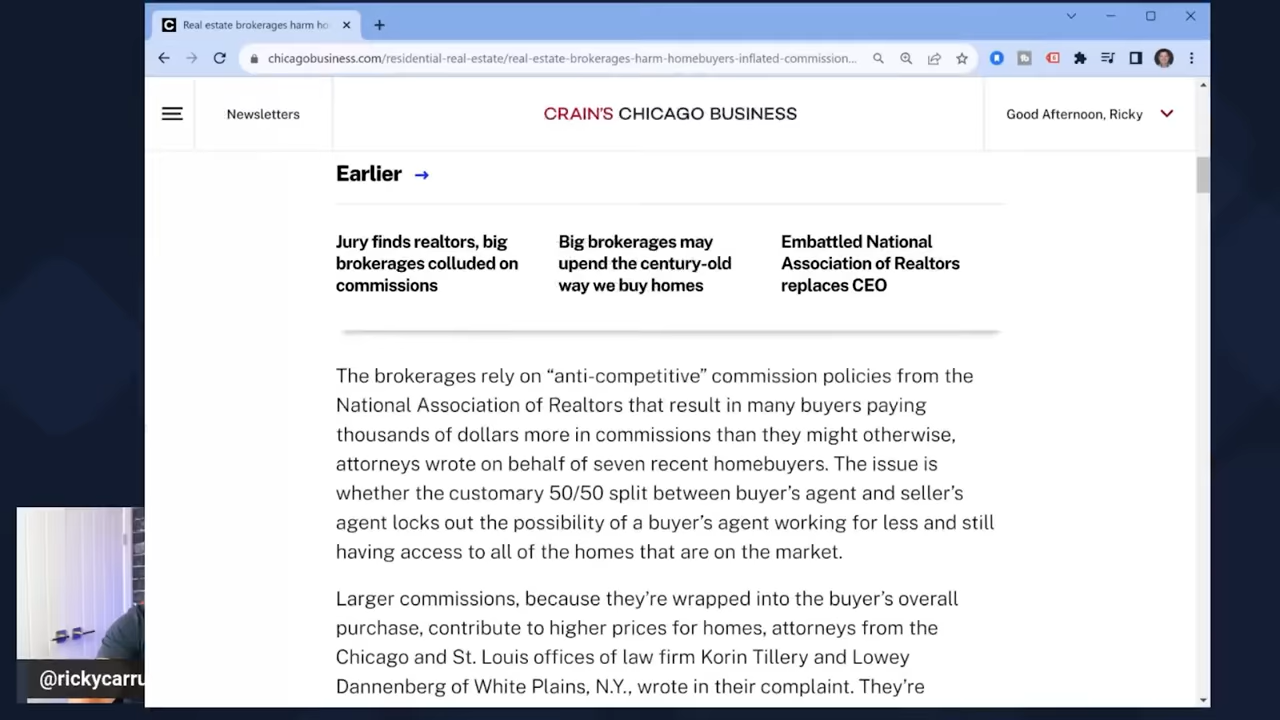 Real estate brokerages harm ho
chicagobusiness.com/residential-real-estate/real-estate-brokerages-harm-homebuyers-inflated-commission...
Newsletters
CRAIN'S CHICAGO BUSINESS
Good Afternoon, Ricky
Earlier →
Jury finds realtors, big
brokerages colluded on
commissions
Big brokerages may
upend the century-old
way we buy homes
Embattled National
Association of Realtors
replaces CEO
The brokerages rely on “anti-competitive” commission policies from the
National Association of Realtors that result in many buyers paying
thousands of dollars more in commissions than they might otherwise,
attorneys wrote on behalf of seven recent homebuyers. The issue is
whether the customary 50/50 split between buyer’s agent and seller’s
agent locks out the possibility of a buyer’s agent working for less and still
having access to all of the homes that are on the market.
Larger commissions, because they’re wrapped into the buyer’s overall
purchase, contribute to higher prices for homes, attorneys from the
Chicago and St. Louis offices of law firm Korin Tillery and Lowey
Dannenberg of White Plains, N.Y., wrote in their complaint. They’re
@rickycarru